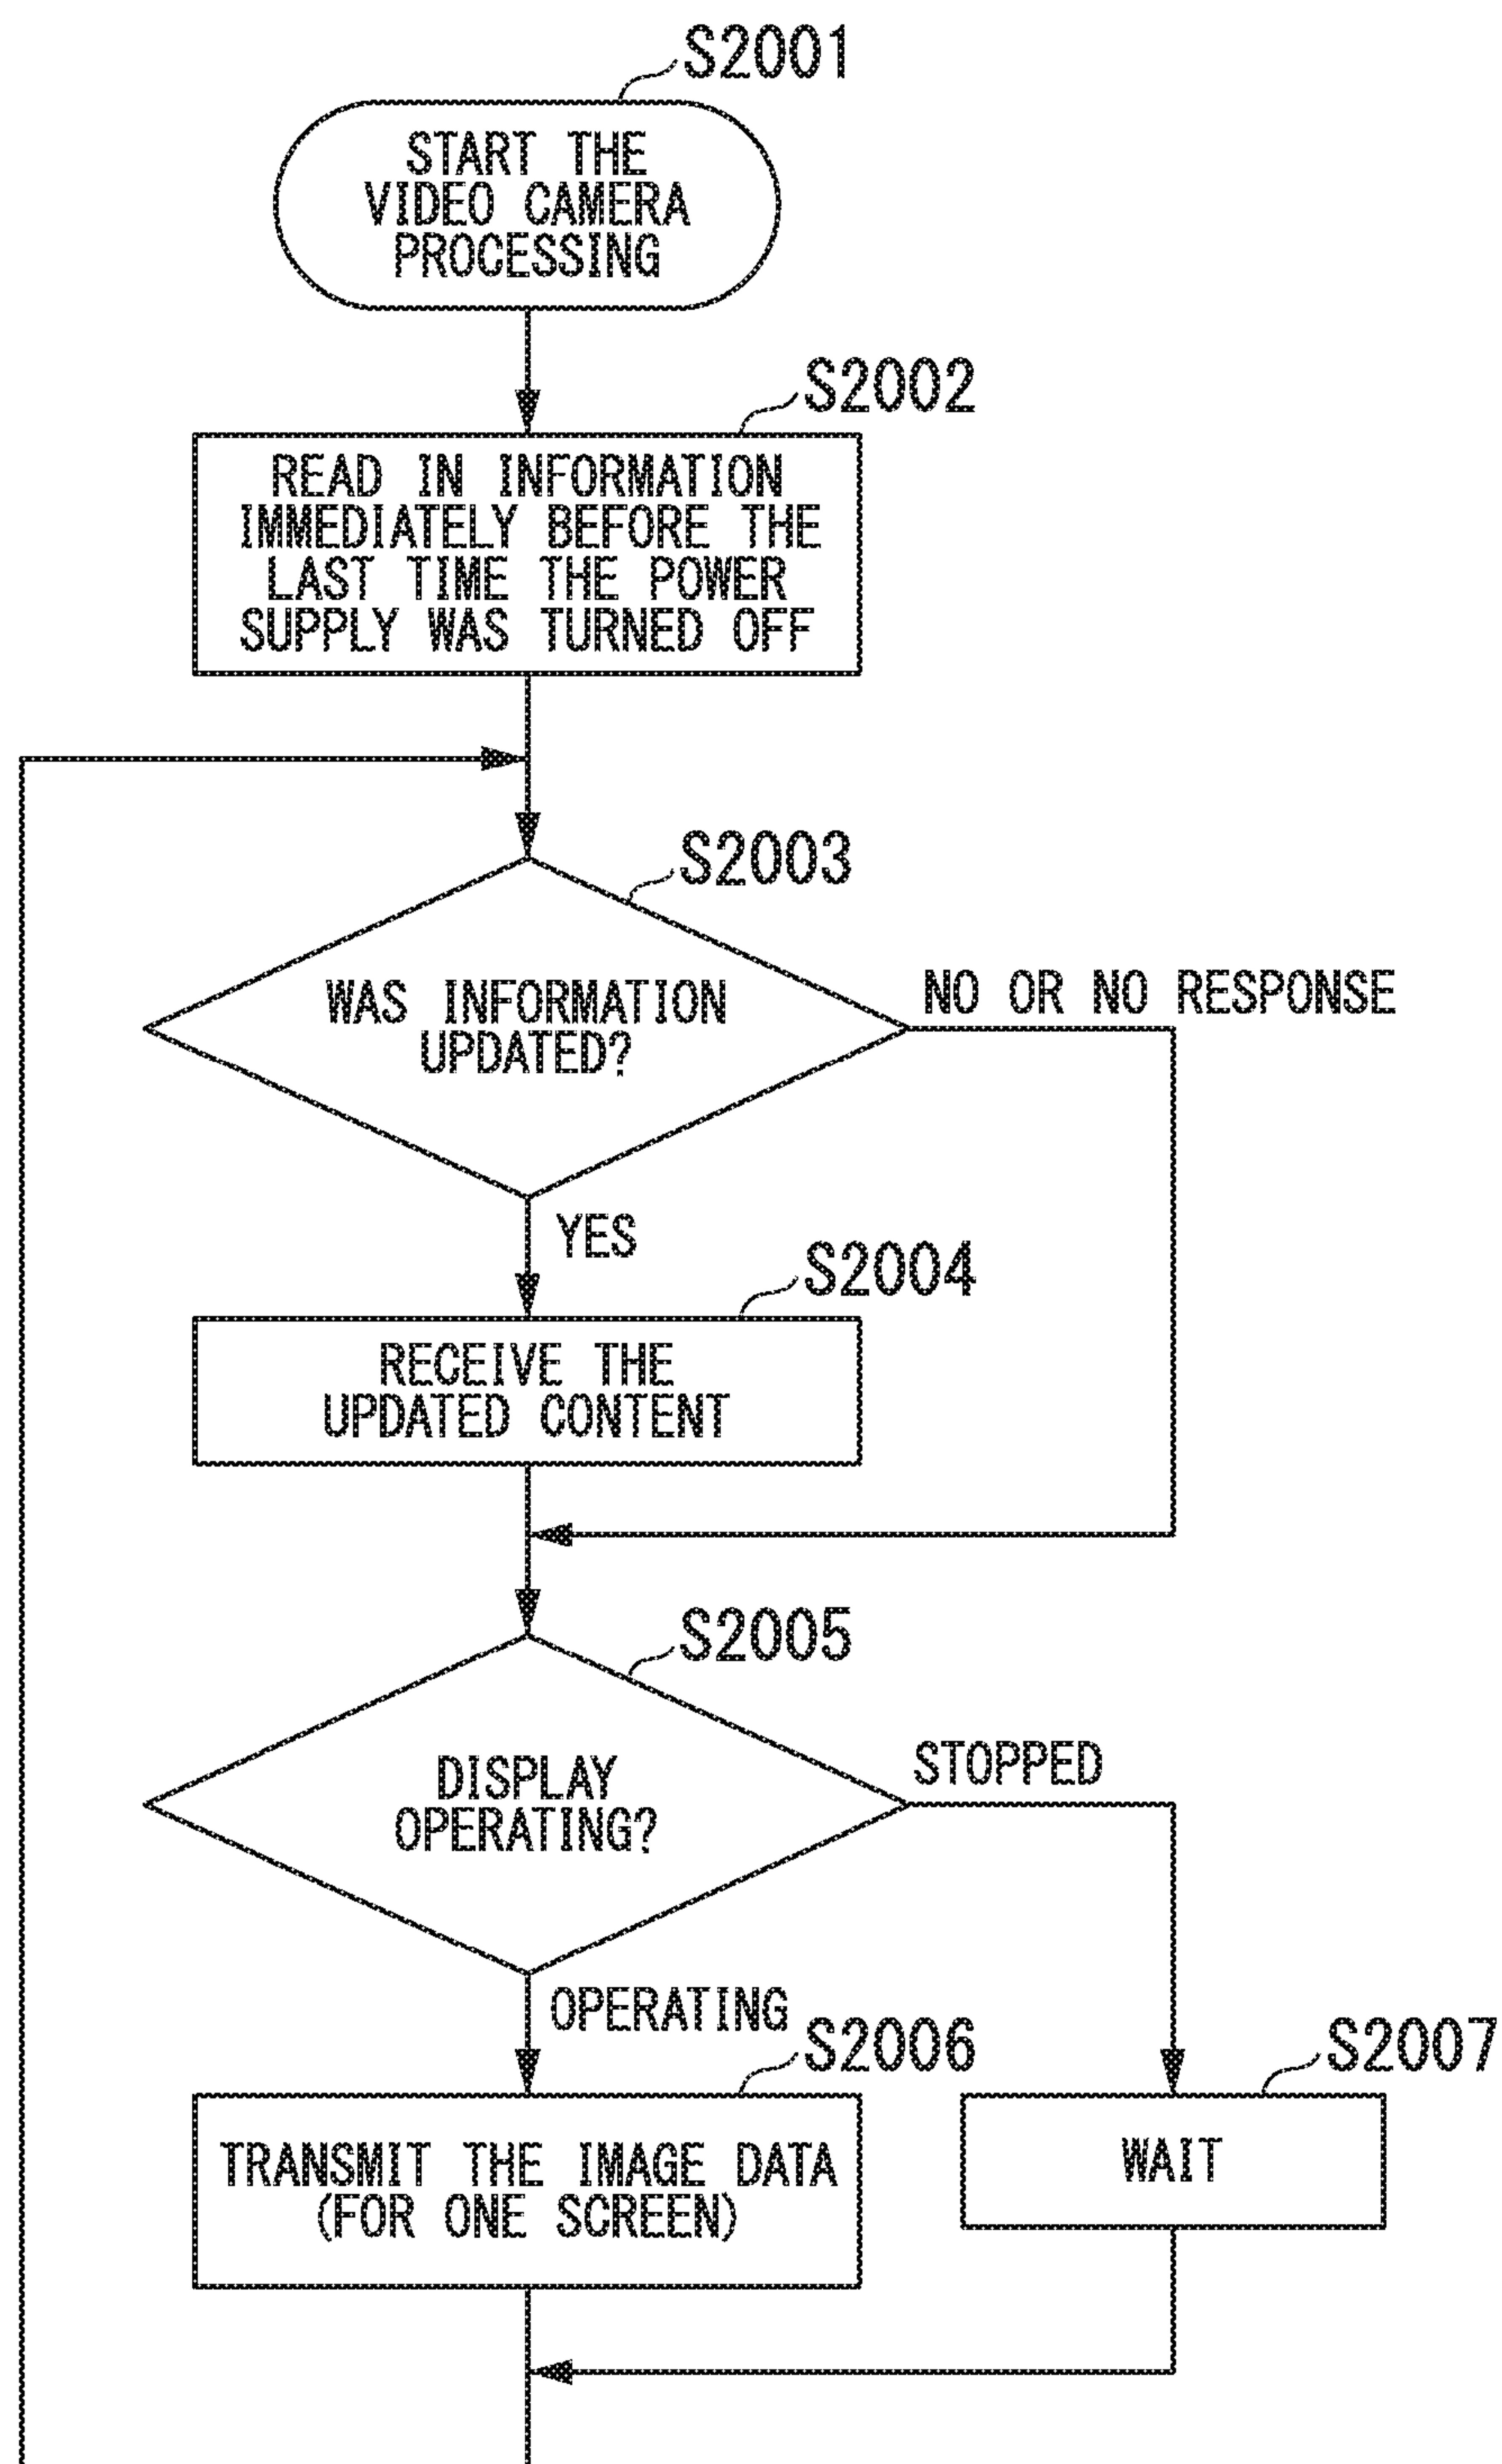 S2001
START THE
VIDEO CAMERA
PROCESSING
S2002
READ IN INFORMATION
IMMEDIATELY BEFORE THE
LAST TIME THE POWER
SUPPLY WAS TURNED OFF
S2003
WAS INFORMATION
UPDATED?
NO OR NO RESPONSE
YES
S2004
RECEIVE THE
UPDATED CONTENT
S2005
DISPLAY
OPERATING?
STOPPED
OPERATING
S2006
TRANSMIT THE IMAGE DATA
(FOR ONE SCREEN)
S2007
WAIT